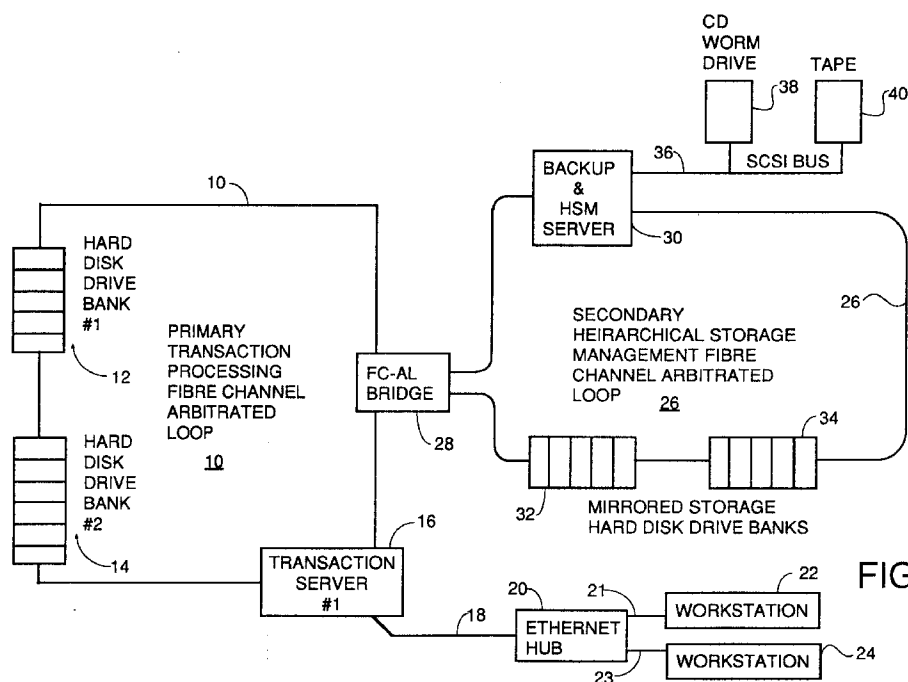 CD
WORM
DRIVE
38
TAPE
40
36
SCSI BUS
BACKUP
&
HSM
SERVER
30
10
HARD
DISK
DRIVE
BANK
#1
12
PRIMARY
TRANSACTION
PROCESSING
FIBRE CHANNEL
ARBITRATED
LOOP
10
FC-AL
BRIDGE
28
SECONDARY
HEIRARCHICAL STORAGE
MANAGEMENT FIBRE
CHANNEL ARBITRATED
LOOP
26
26
34
32
MIRRORED STORAGE
HARD DISK DRIVE BANKS
HARD
DISK
DRIVE
BANK
#2
14
16
TRANSACTION
SERVER
#1
18
20
ETHERNET
HUB
21
22
WORKSTATION
23
WORKSTATION
24
FIG